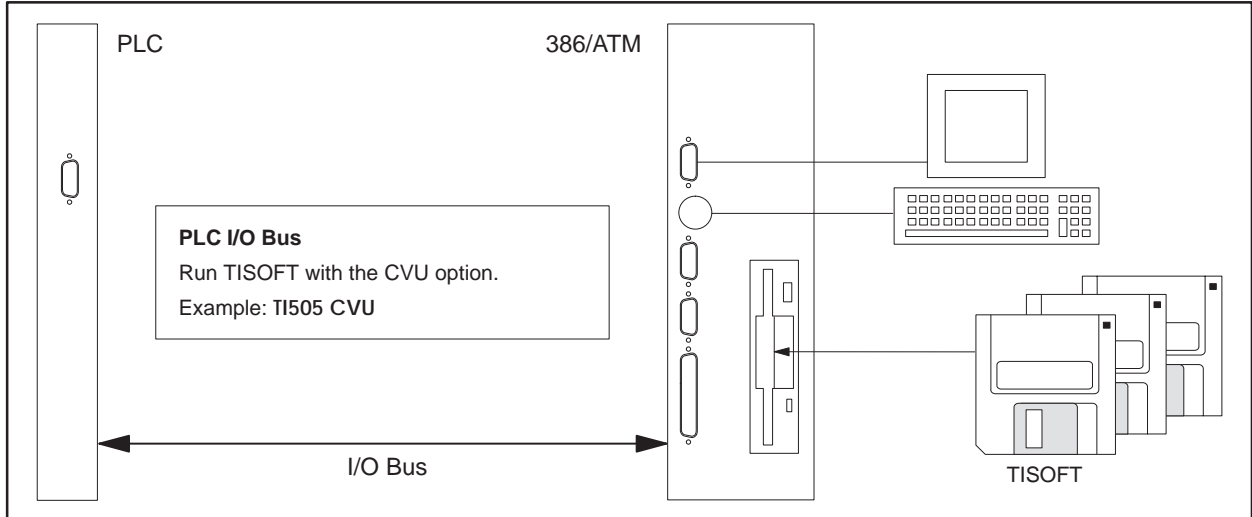 PLC
386/ATM
PLC I/O Bus
Run TISOFT with the CVU option.
Example: TI505 CVU
I/O Bus
TISOFT